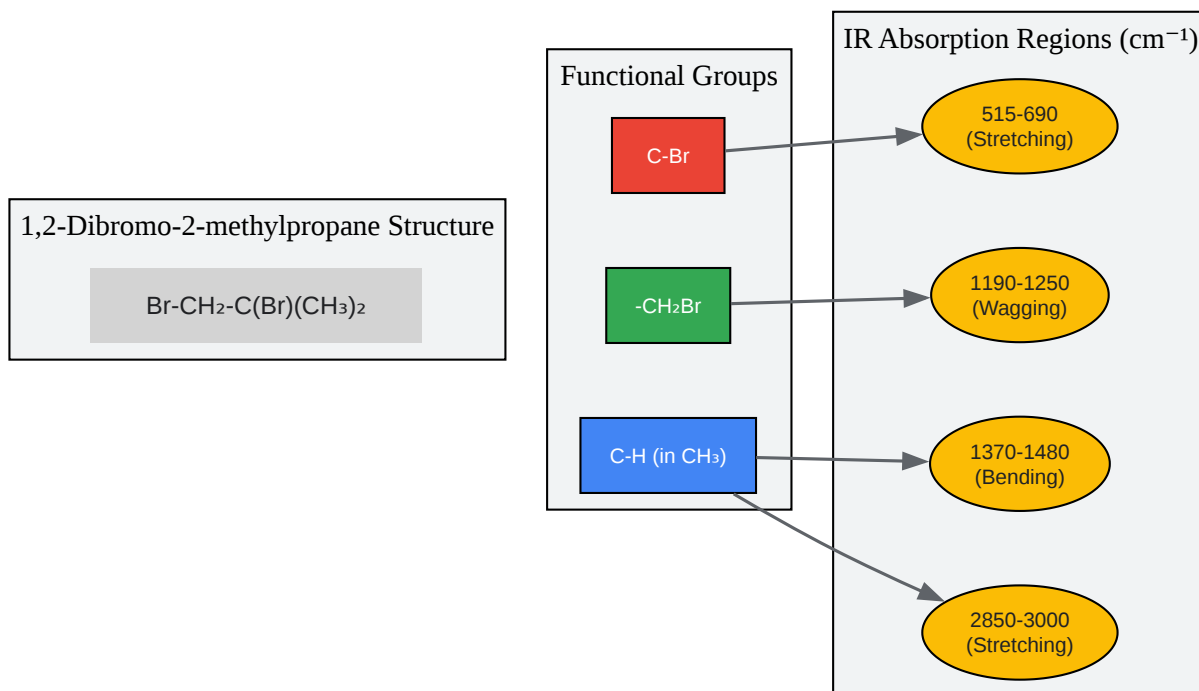 1,2-Dibromo-2-methylpropane Structure
Br-CH₂-C(Br)(CH₃)₂
Functional Groups
C-Br
-CH₂Br
C-H (in CH₃)
IR Absorption Regions (cm⁻¹)
515-690
(Stretching)
1190-1250
(Wagging)
1370-1480
(Bending)
2850-3000
(Stretching)